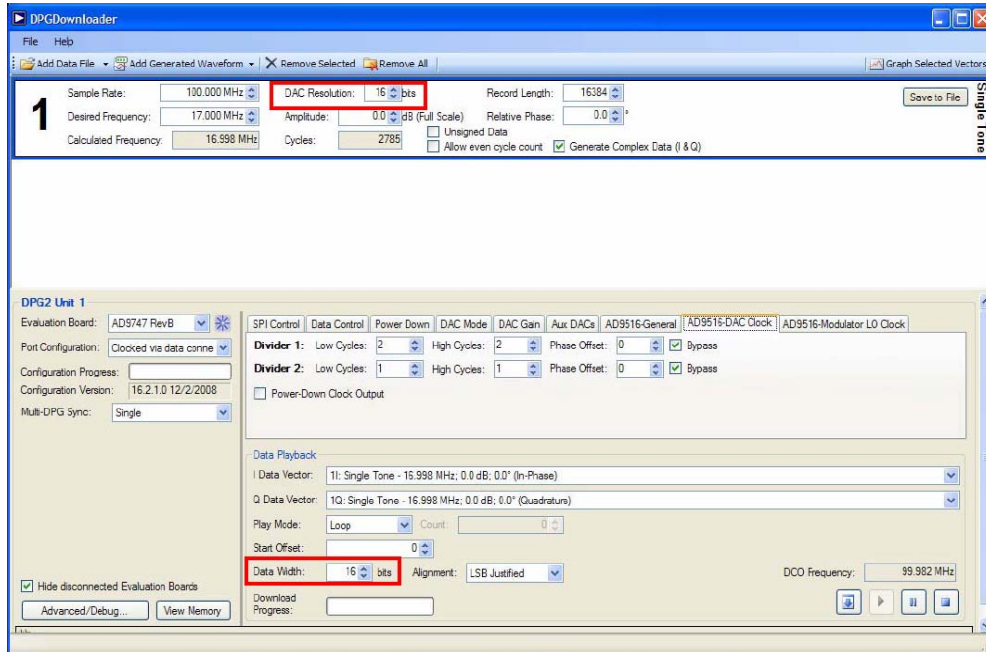 DPGDownloader
File Help
Add Data File Add Generated Waveform Remove Selected Remove All Graph Selected Vectors
1
Sample Rate: 100.000 MHz DAC Resolution: 16 bits Record Length: 16384 Save to File
Desired Frequency: 17.000 MHz Amplitude: 0.0 dB (Full Scale) Relative Phase: 0.0 °
Calculated Frequency: 16.998 MHz Cycles: 2785 Unsigned Data
Allow even cycle count Generate Complex Data (I & Q)
Single Tone
DPG2 Unit 1
Evaluation Board: AD9747 RevB
Port Configuration: Clocked via data conne
Configuration Progress:
Configuration Version: 16.2.1.0 12/2/2008
Multi-DPG Sync: Single
SPI Control Data Control Power Down DAC Mode DAC Gain Aux DACs AD9516-General AD9516-DAC Clock AD9516-Modulator LO Clock
Divider 1: Low Cycles: 2 High Cycles: 2 Phase Offset: 0 Bypass
Divider 2: Low Cycles: 1 High Cycles: 1 Phase Offset: 0 Bypass
Power-Down Clock Output
Data Playback
I Data Vector: 1I: Single Tone - 16.998 MHz; 0.0 dB; 0.0° (In-Phase)
Q Data Vector: 1Q: Single Tone - 16.998 MHz; 0.0 dB; 0.0° (Quadrature)
Play Mode: Loop Count: 0
Start Offset: 0
Data Width: 16 bits Alignment: LSB Justified DCO Frequency: 99.982 MHz
Download
Progress:
Hide disconnected Evaluation Boards
Advanced/Debug... View Memory